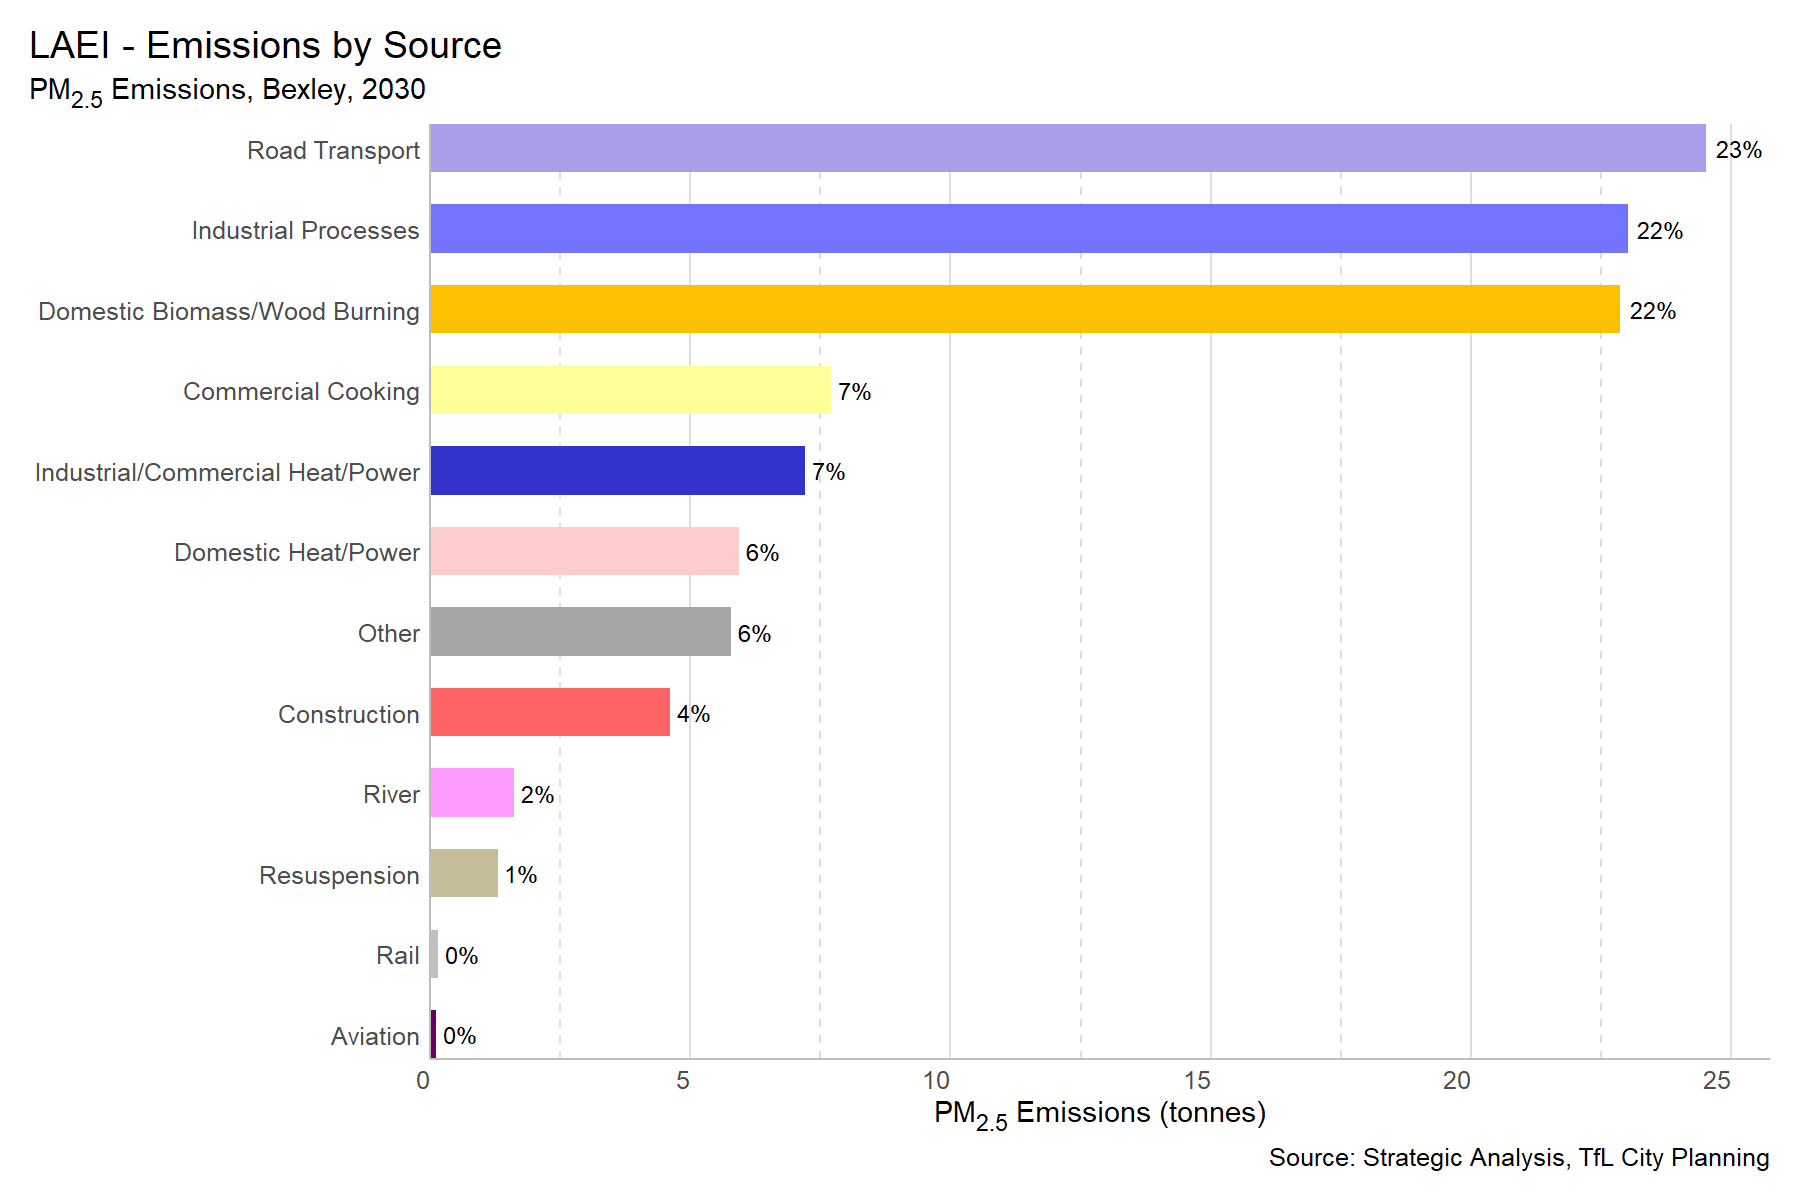 LAEI - Emissions by Source
PM2.5 Emissions, Bexley, 2030
Road Transport 23%
Industrial Processes 22%
Domestic Biomass/Wood Burning 22%
Commercial Cooking 7%
Industrial/Commercial Heat/Power 7%
Domestic Heat/Power 6%
Other 6%
Construction 4%
River 2%
Resuspension 1%
Rail 0%
Aviation 0%
0 5 10 15 20 25
PM2.5 Emissions (tonnes)
Source: Strategic Analysis, TfL City Planning